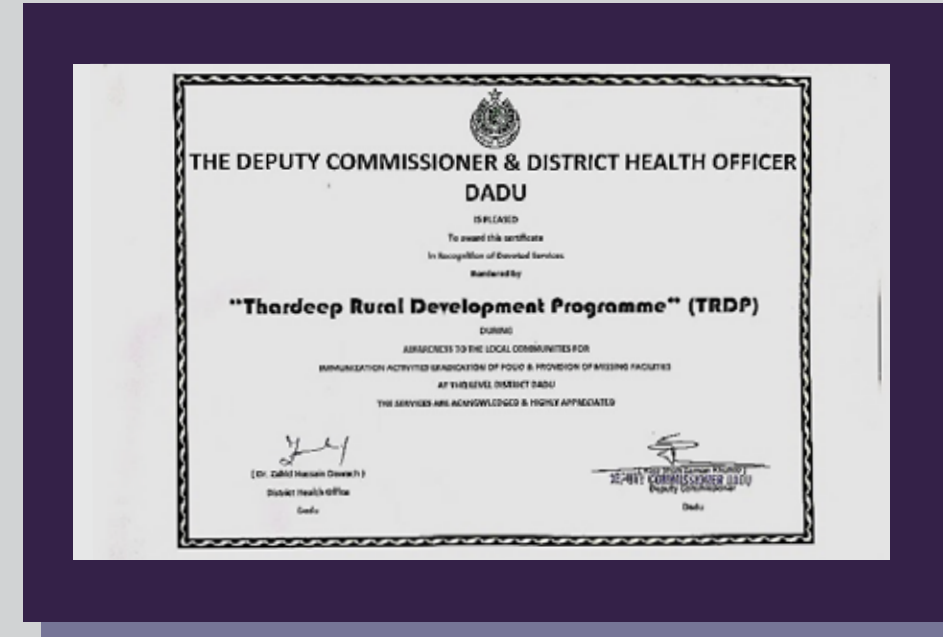 THE DEPUTY COMMISSIONER & DISTRICT HEALTH OFFICER
DADU
IS PLEASED
To award this certificate
In Recognition of Devoted Services
Rendered by
"Thardeep Rural Development Programme" (TRDP)
DURING
AWARENESS TO THE LOCAL COMMUNITIES FOR
IMMUNIZATION ACTIVITIES ERADICATION OF POLIO & PROVISION OF MISSING FACILITIES
AT THQ LEVEL DISTRICT DADU
THE SERVICES ARE ACKNOWLEDGED & HIGHLY APPRECIATED
( Dr. Zahid Hussain )
District Health Office
Dadu
DEPUTY COMMISSIONER DADU
Deputy Commissioner
Dadu